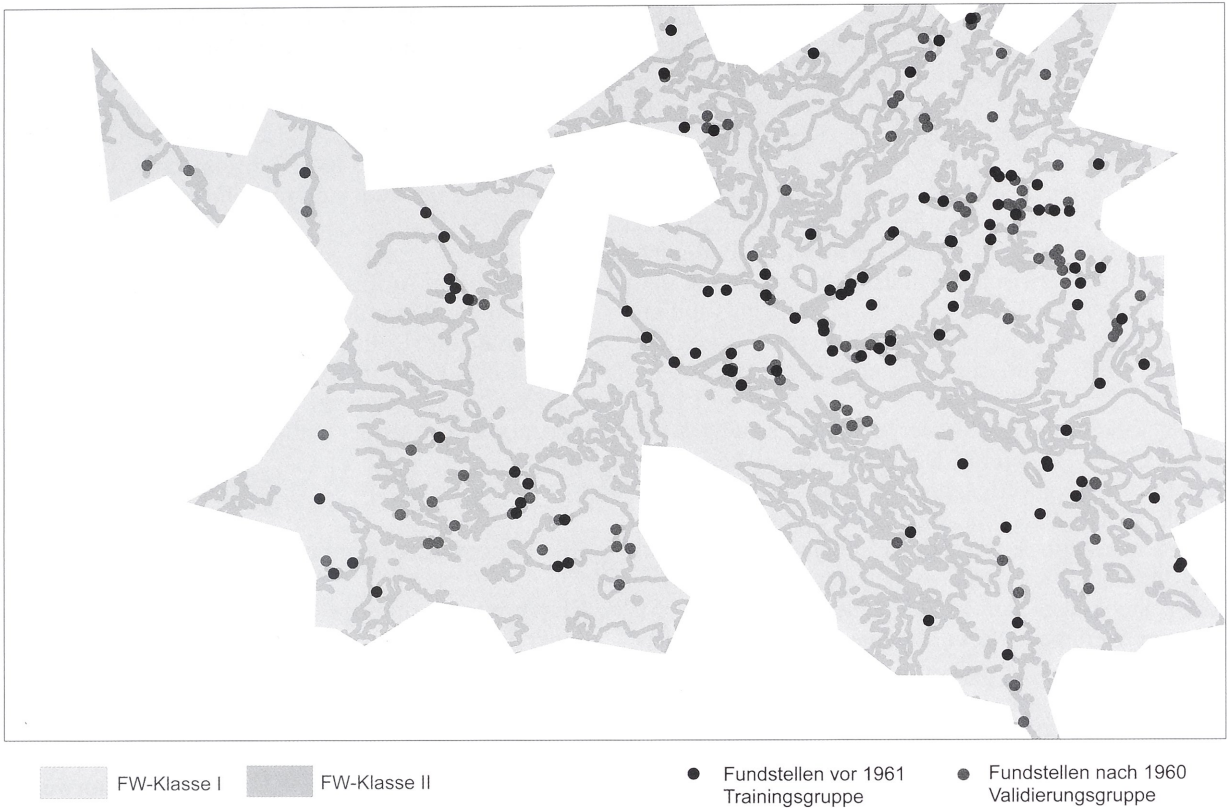 FW-Klasse I
FW-Klasse II
Fundstellen vor 1961
Trainingsgruppe
Fundstellen nach 1960
Validierungsgruppe